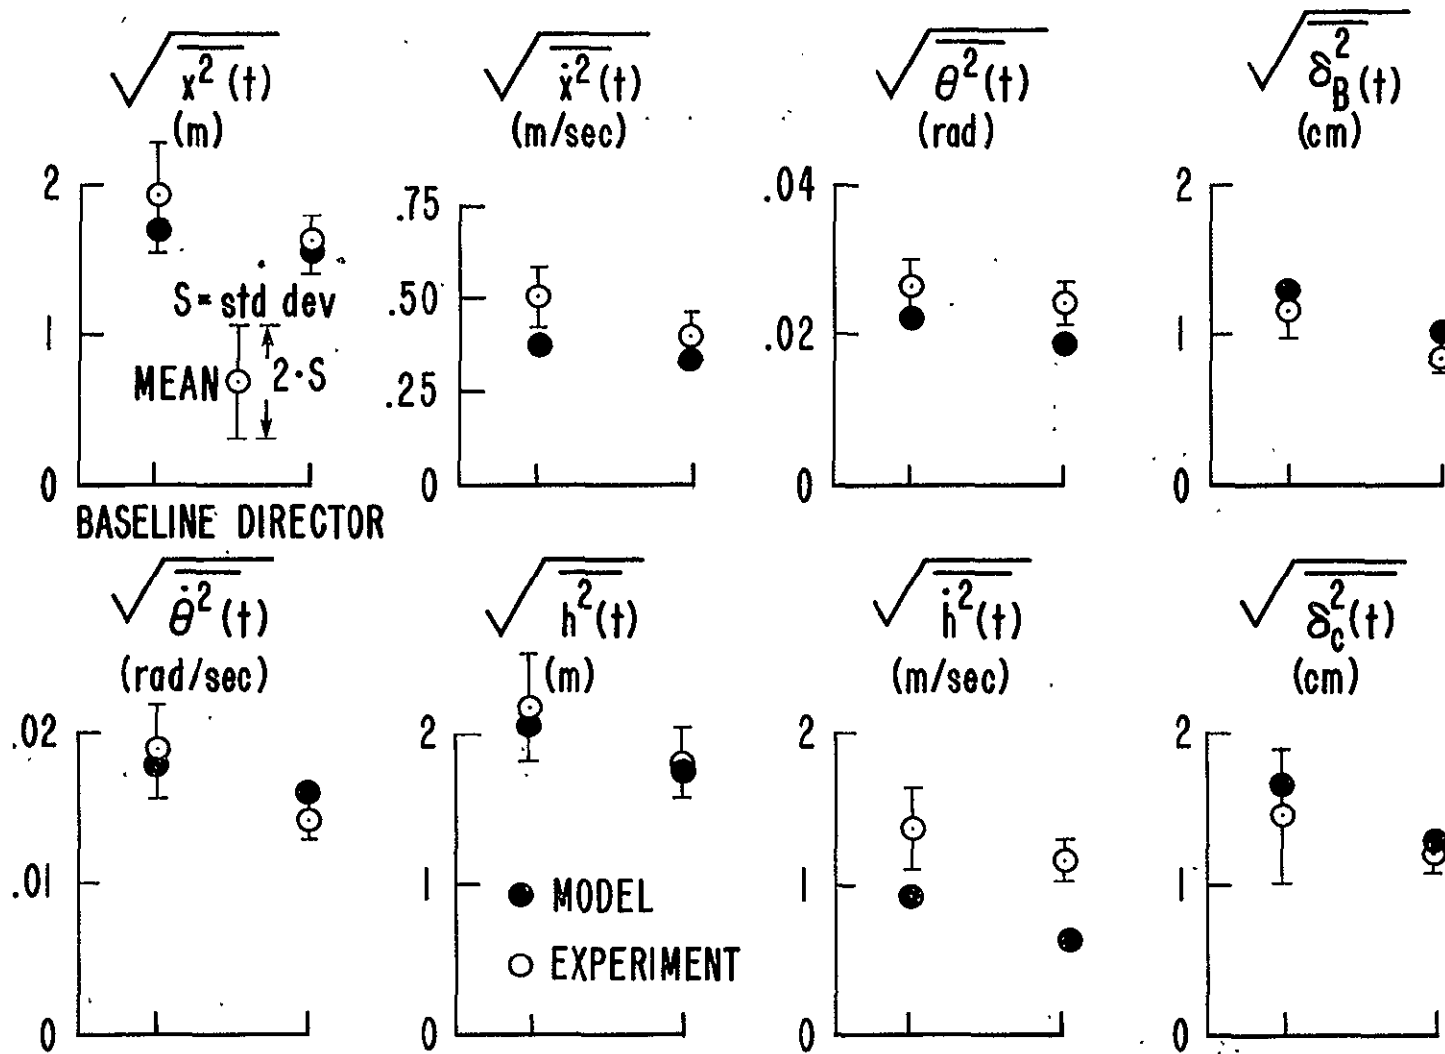 √x²(t)
(m)
2
1
0
S = std dev
MEAN
2·S
BASELINE DIRECTOR
√ẋ²(t)
(m/sec)
.75
.50
.25
0
√θ²(t)
(rad)
.04
.02
0
√δ_B²(t)
(cm)
2
1
0
√θ̇²(t)
(rad/sec)
.02
.01
0
√h²(t)
(m)
2
1
0
MODEL
EXPERIMENT
√ḣ²(t)
(m/sec)
2
1
0
√δ_c²(t)
(cm)
2
1
0